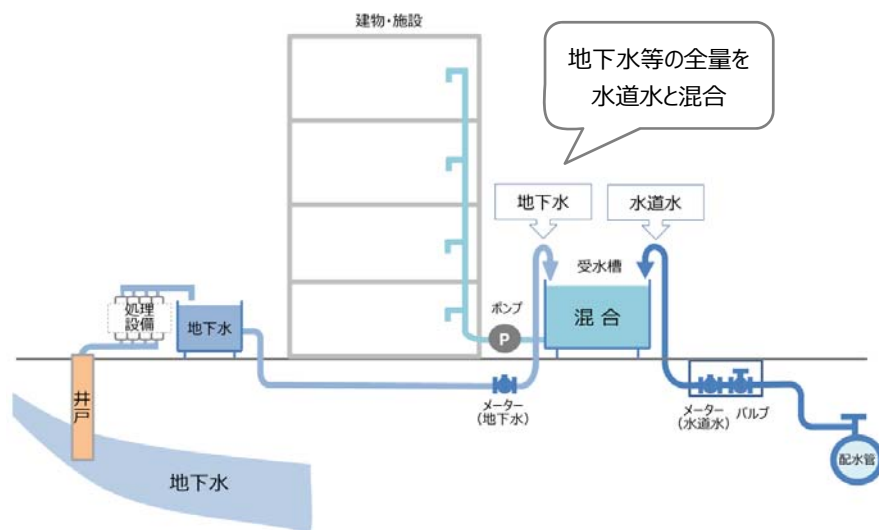 建物・施設
地下水等の全量を
水道水と混合
地下水
水道水
受水槽
混合
ポンプ
P
処理
設備
地下水
井戸
地下水
メーター
(地下水)
メーター
(水道水)
バルブ
配水管